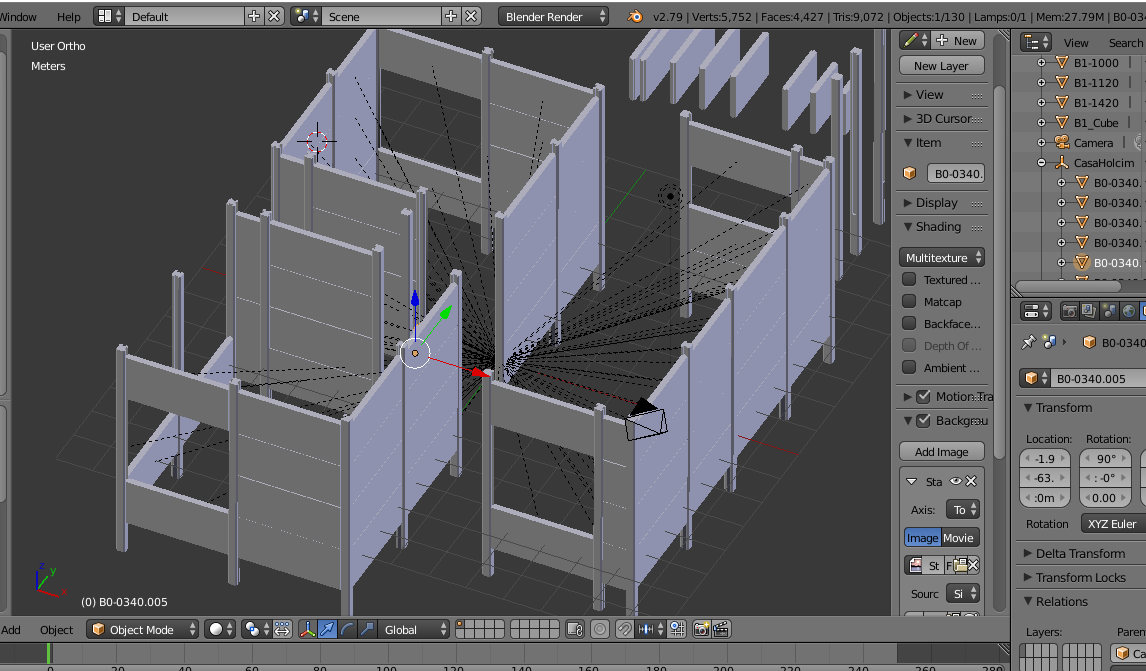 Window Help Default Scene Blender Render v2.79 | Verts:5,752 | Faces:4,427 | Tris:9,072 | Objects:1/130 | Lamps:0/1 | Mem:27.79M | B0-03
User Ortho
Meters
(0) B0-0340.005
New
New Layer
View
3D Cursor
Item
B0-0340.
Display
Shading
Multitexture
Textured ...
Matcap
Backface...
Depth Of ...
Ambient ...
Motion Tra
Backgrou
Add Image
Sta
Axis: To
Image Movie
St F
Sourc Si
View Search
B1-1000
B1-1120
B1-1420
B1_Cube
Camera
CasaHolcim
B0-0340.
B0-0340.
B0-0340.
B0-0340.
B0-0340.
B0-0340
B0-0340.005
Transform
Location: Rotation:
-1.9 90°
-63. : -0°
:0m 0.00
Rotation XYZ Euler
Delta Transform
Transform Locks
Relations
Layers: Paren
Ca
Add Object Object Mode Global
0 20 40 60 80 100 120 140 160 180 200 220 240 260 280
z
y
x